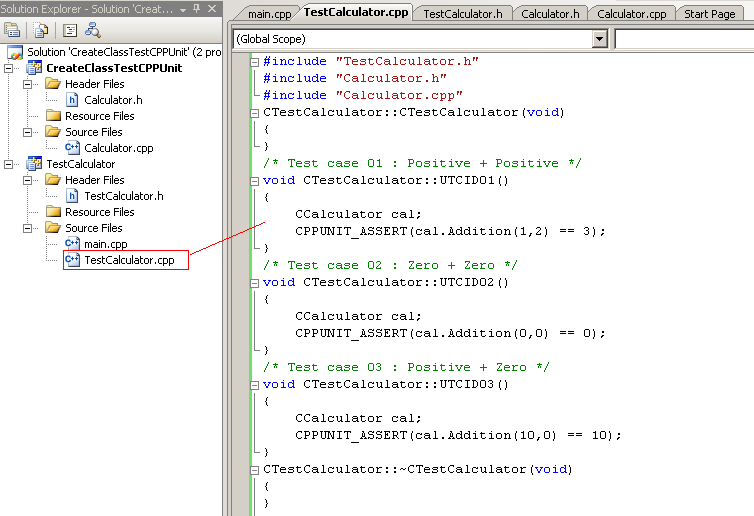 Solution Explorer - Solution 'Creat...
main.cpp TestCalculator.cpp TestCalculator.h Calculator.h Calculator.cpp Start Page
(Global Scope)
Solution 'CreateClassTestCPPUnit' (2 pro
CreateClassTestCPPUnit
Header Files
Calculator.h
Resource Files
Source Files
Calculator.cpp
TestCalculator
Header Files
TestCalculator.h
Resource Files
Source Files
main.cpp
TestCalculator.cpp
#include "TestCalculator.h"
#include "Calculator.h"
#include "Calculator.cpp"
CTestCalculator::CTestCalculator(void)
{
}
/* Test case 01 : Positive + Positive */
void CTestCalculator::UTCID01()
{
CCalculator cal;
CPPUNIT_ASSERT(cal.Addition(1,2) == 3);
}
/* Test case 02 : Zero + Zero */
void CTestCalculator::UTCID02()
{
CCalculator cal;
CPPUNIT_ASSERT(cal.Addition(0,0) == 0);
}
/* Test case 03 : Positive + Zero */
void CTestCalculator::UTCID03()
{
CCalculator cal;
CPPUNIT_ASSERT(cal.Addition(10,0) == 10);
}
CTestCalculator::~CTestCalculator(void)
{
}